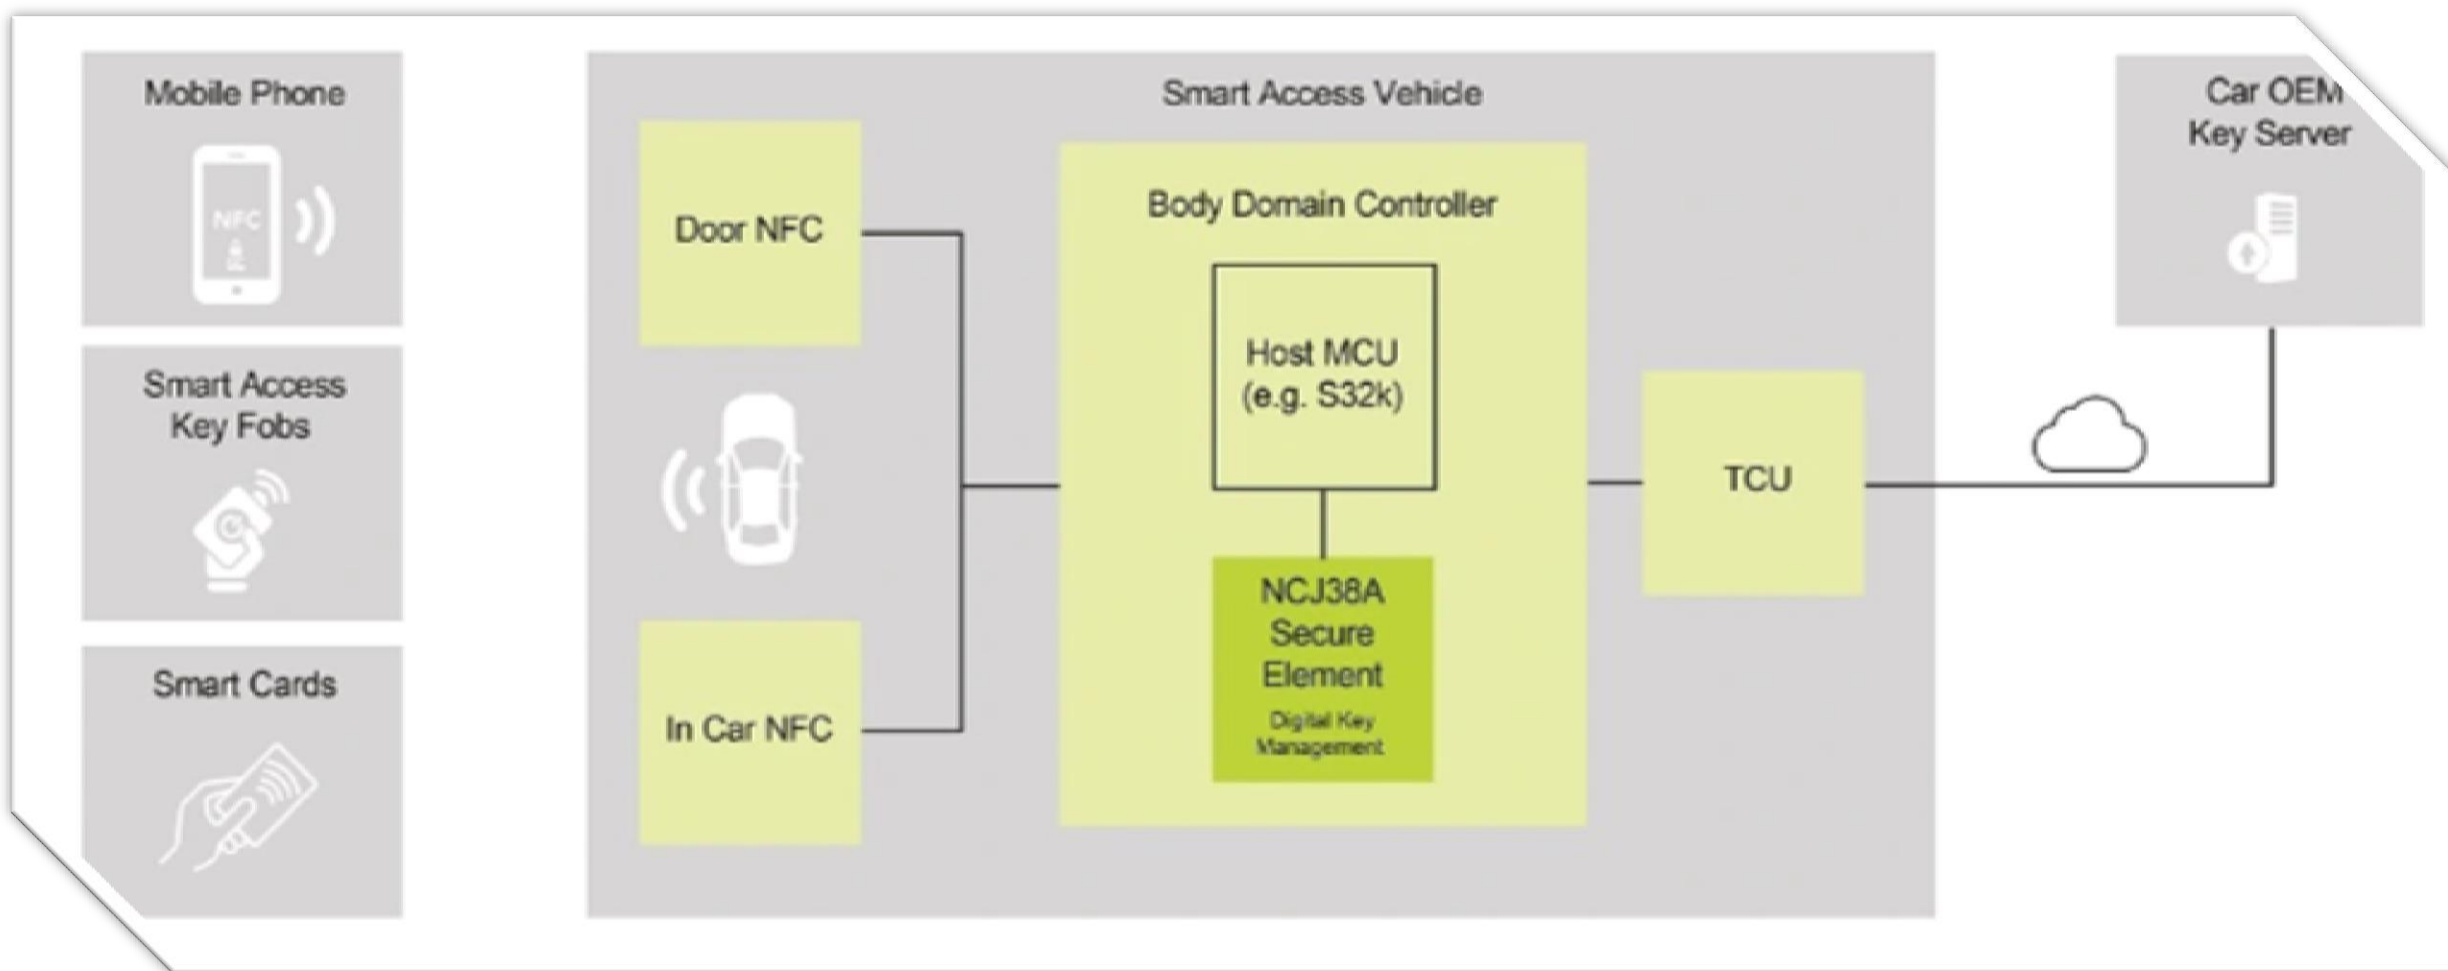 Mobile Phone
NFC
Smart Access
Key Fobs
Smart Cards
Smart Access Vehicle
Door NFC
In Car NFC
Body Domain Controller
Host MCU
(e.g. S32k)
NCJ38A
Secure
Element
Digital Key
Management
TCU
Car OEM
Key Server